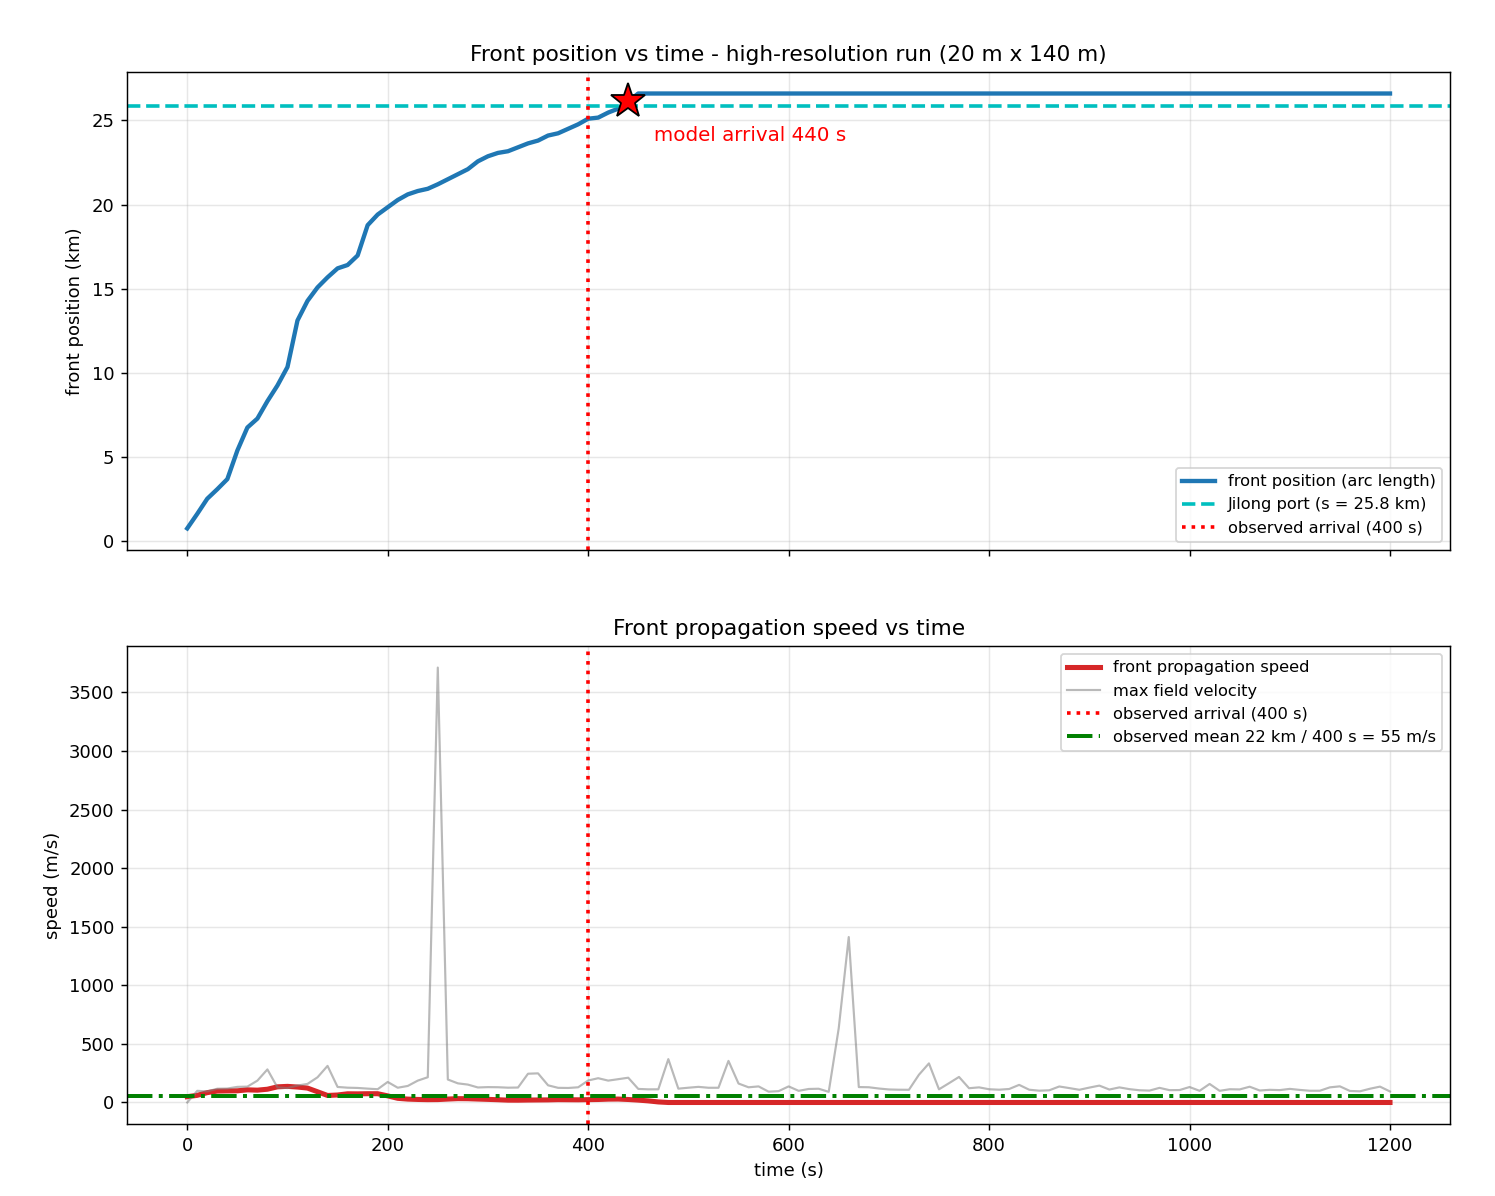 Front position vs time - high-resolution run (20 m x 140 m)
front position (km)
25
20
15
10
5
0
model arrival 440 s
front position (arc length)
Jilong port (s = 25.8 km)
observed arrival (400 s)
Front propagation speed vs time
speed (m/s)
3500
3000
2500
2000
1500
1000
500
0
front propagation speed
max field velocity
observed arrival (400 s)
observed mean 22 km / 400 s = 55 m/s
0 200 400 600 800 1000 1200
time (s)